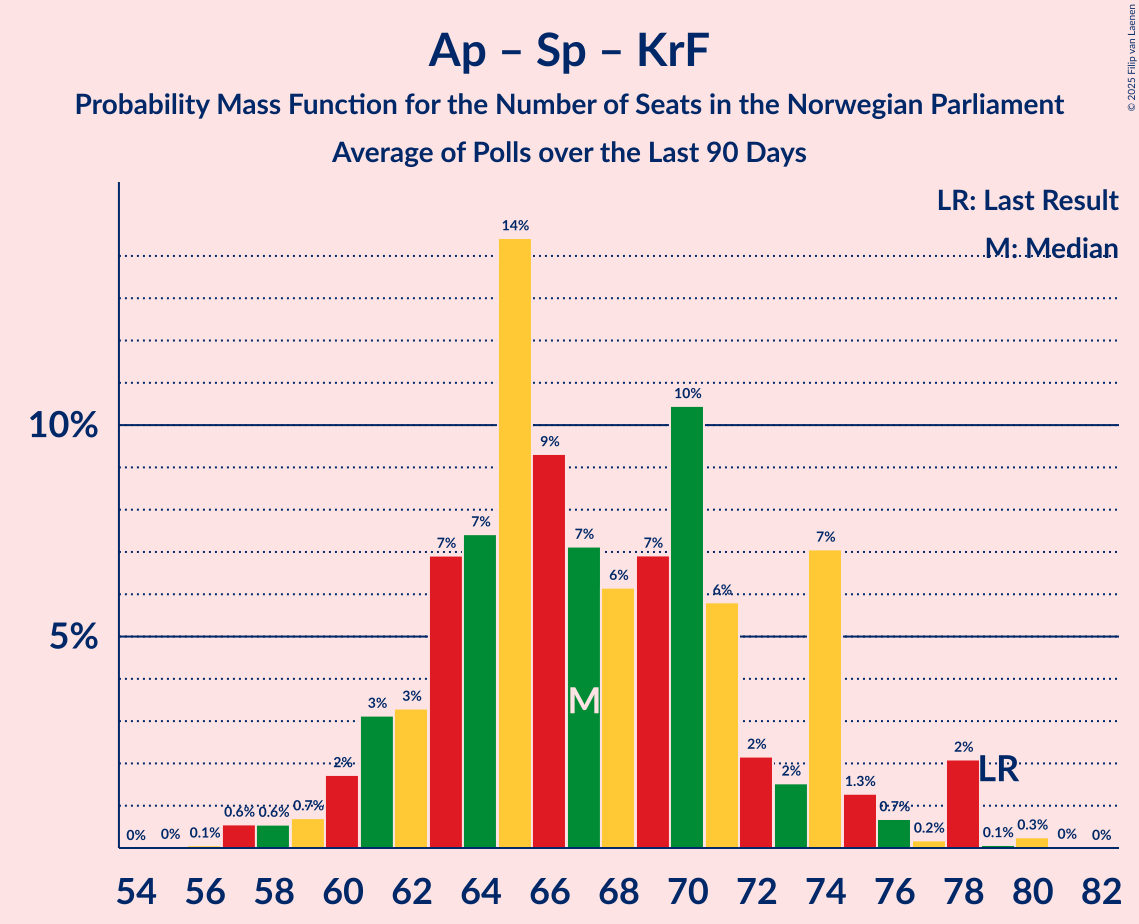 Ap – Sp – KrF
Probability Mass Function for the Number of Seats in the Norwegian Parliament
Average of Polls over the Last 90 Days
© 2025 Filip van Laenen
LR: Last Result
M: Median
10%
5%
0% 0% 0.1% 0.6% 0.6% 0.7% 2% 3% 3% 7% 7% 14% 9% 7% 6% 7% 10% 6% 2% 2% 7% 1.3% 0.7% 0.2% 2% 0.1% 0.3% 0% 0%
M
LR
54 56 58 60 62 64 66 68 70 72 74 76 78 80 82